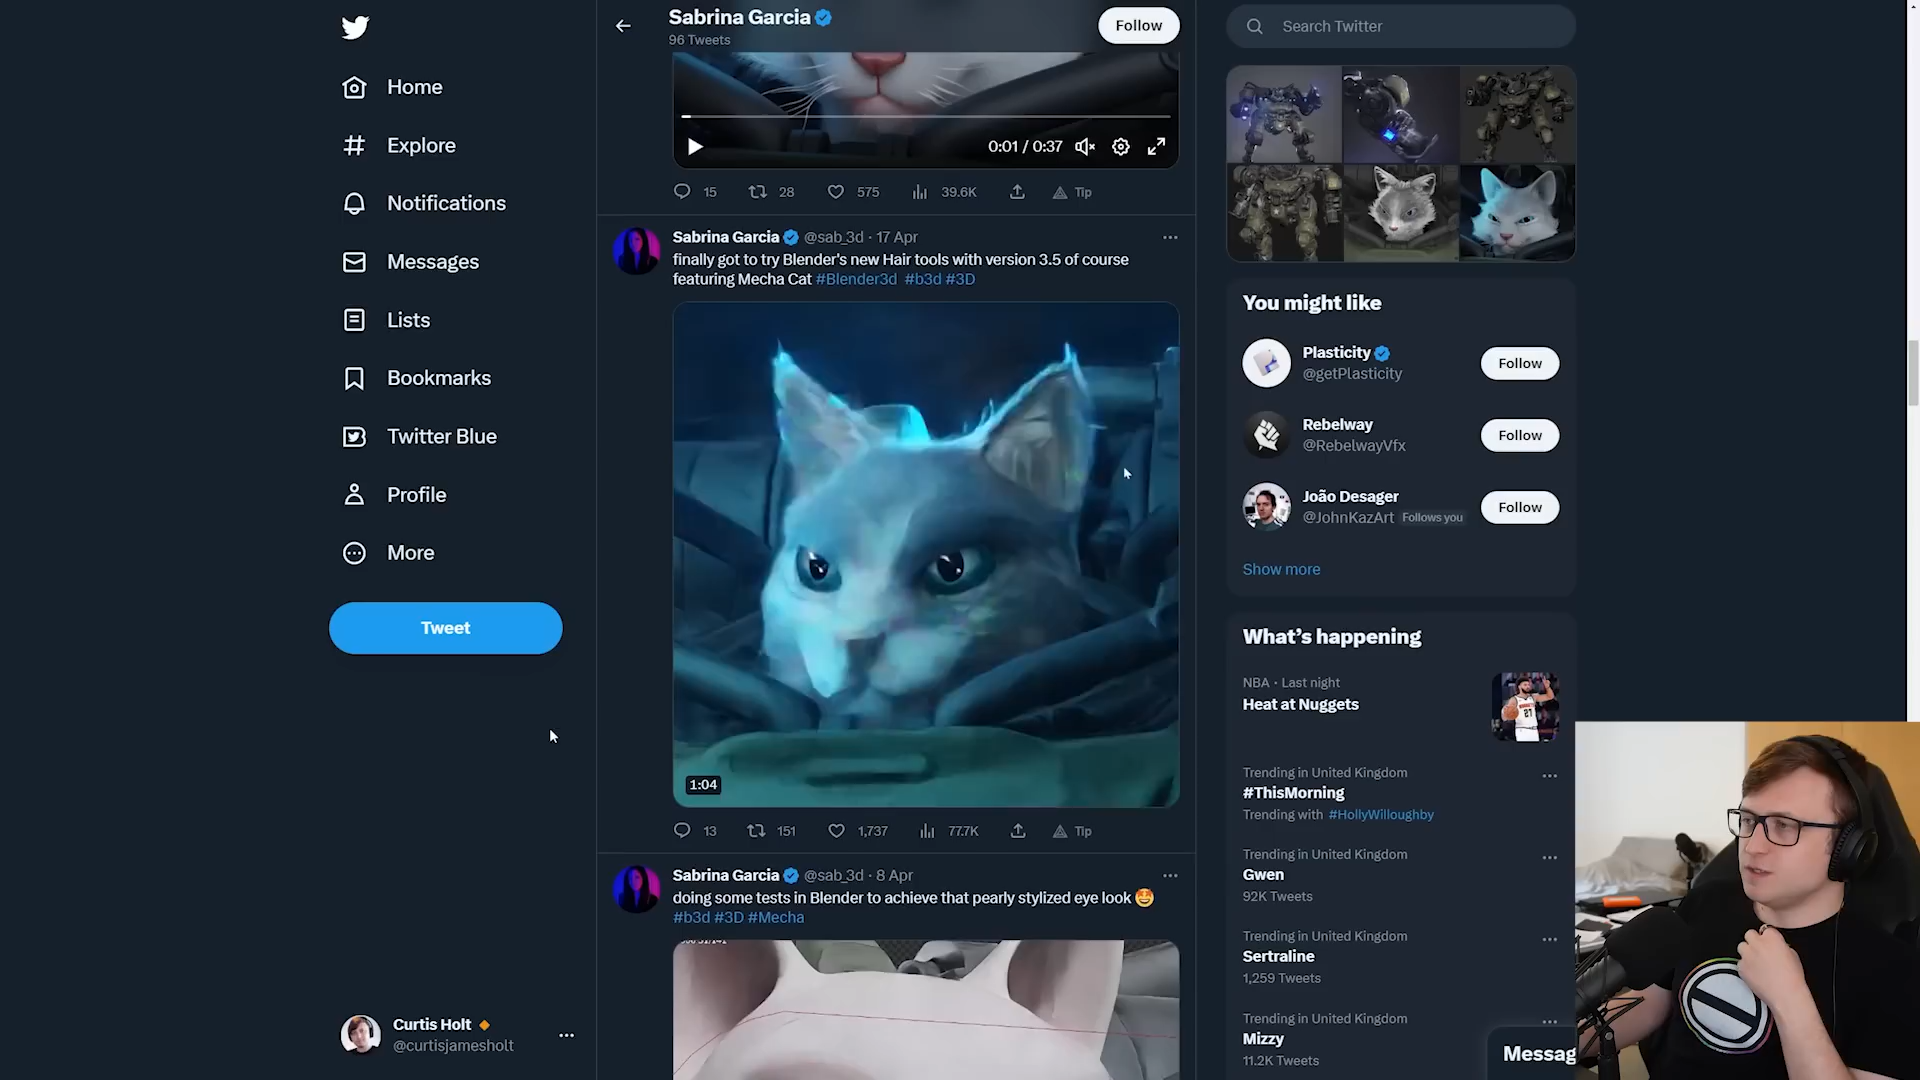 Home
Explore
Notifications
Messages
Lists
Bookmarks
Twitter Blue
Profile
More
Tweet
Curtis Holt
@curtisjamesholt
Sabrina Garcia
96 Tweets
Follow
0:01 / 0:37
15 28 575 39.6K Tip
Sabrina Garcia @sab_3d · 17 Apr
finally got to try Blender's new Hair tools with version 3.5 of course
featuring Mecha Cat #Blender3d #b3d #3D
1:04
13 151 1,737 77.7K Tip
Sabrina Garcia @sab_3d · 8 Apr
doing some tests in Blender to achieve that pearly stylized eye look 🤩
#b3d #3D #Mecha
Search Twitter
You might like
Plasticity
@getPlasticity
Follow
Rebelway
@RebelwayVfx
Follow
João Desager
@JohnKazArt Follows you
Follow
Show more
What's happening
NBA · Last night
Heat at Nuggets
Trending in United Kingdom
#ThisMorning
Trending with #HollyWilloughby
Trending in United Kingdom
Gwen
92K Tweets
Trending in United Kingdom
Sertraline
1,259 Tweets
Trending in United Kingdom
Mizzy
11.2K Tweets
Messag